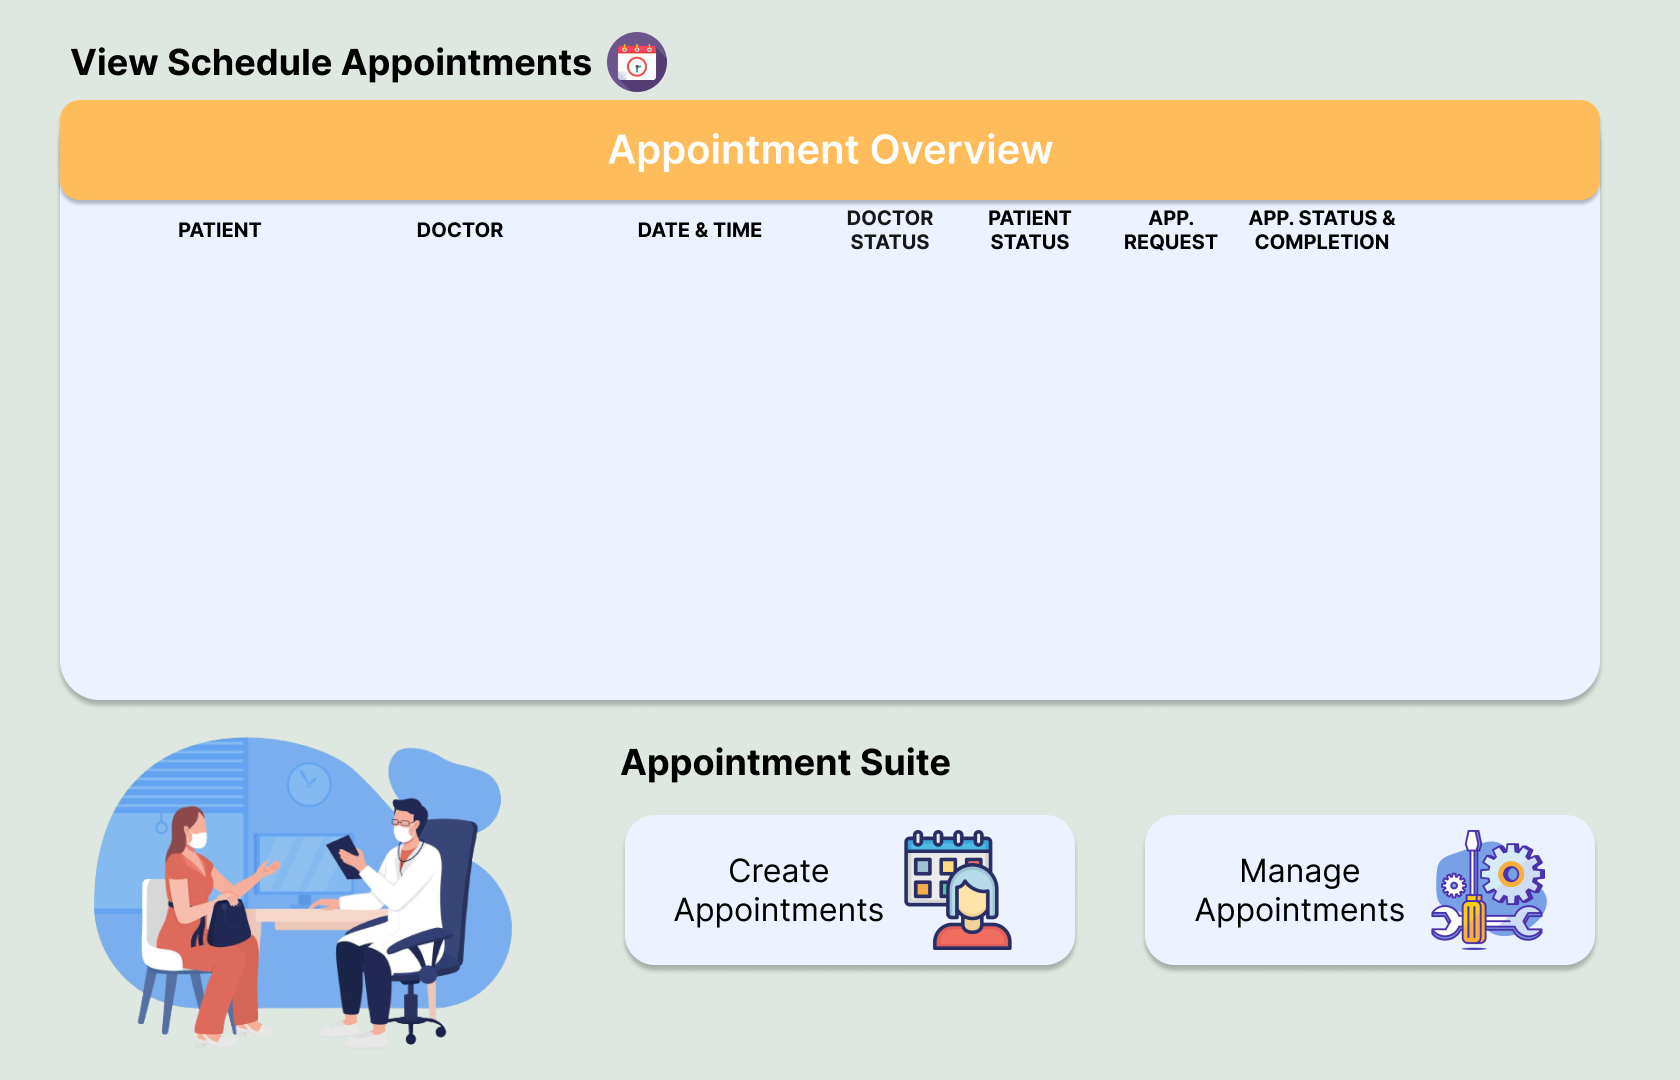 View Schedule Appointments
Appointment Overview
PATIENT
DOCTOR
DATE & TIME
DOCTOR
STATUS
PATIENT
STATUS
APP.
REQUEST
APP. STATUS &
COMPLETION
Appointment Suite
Create
Appointments
Manage
Appointments